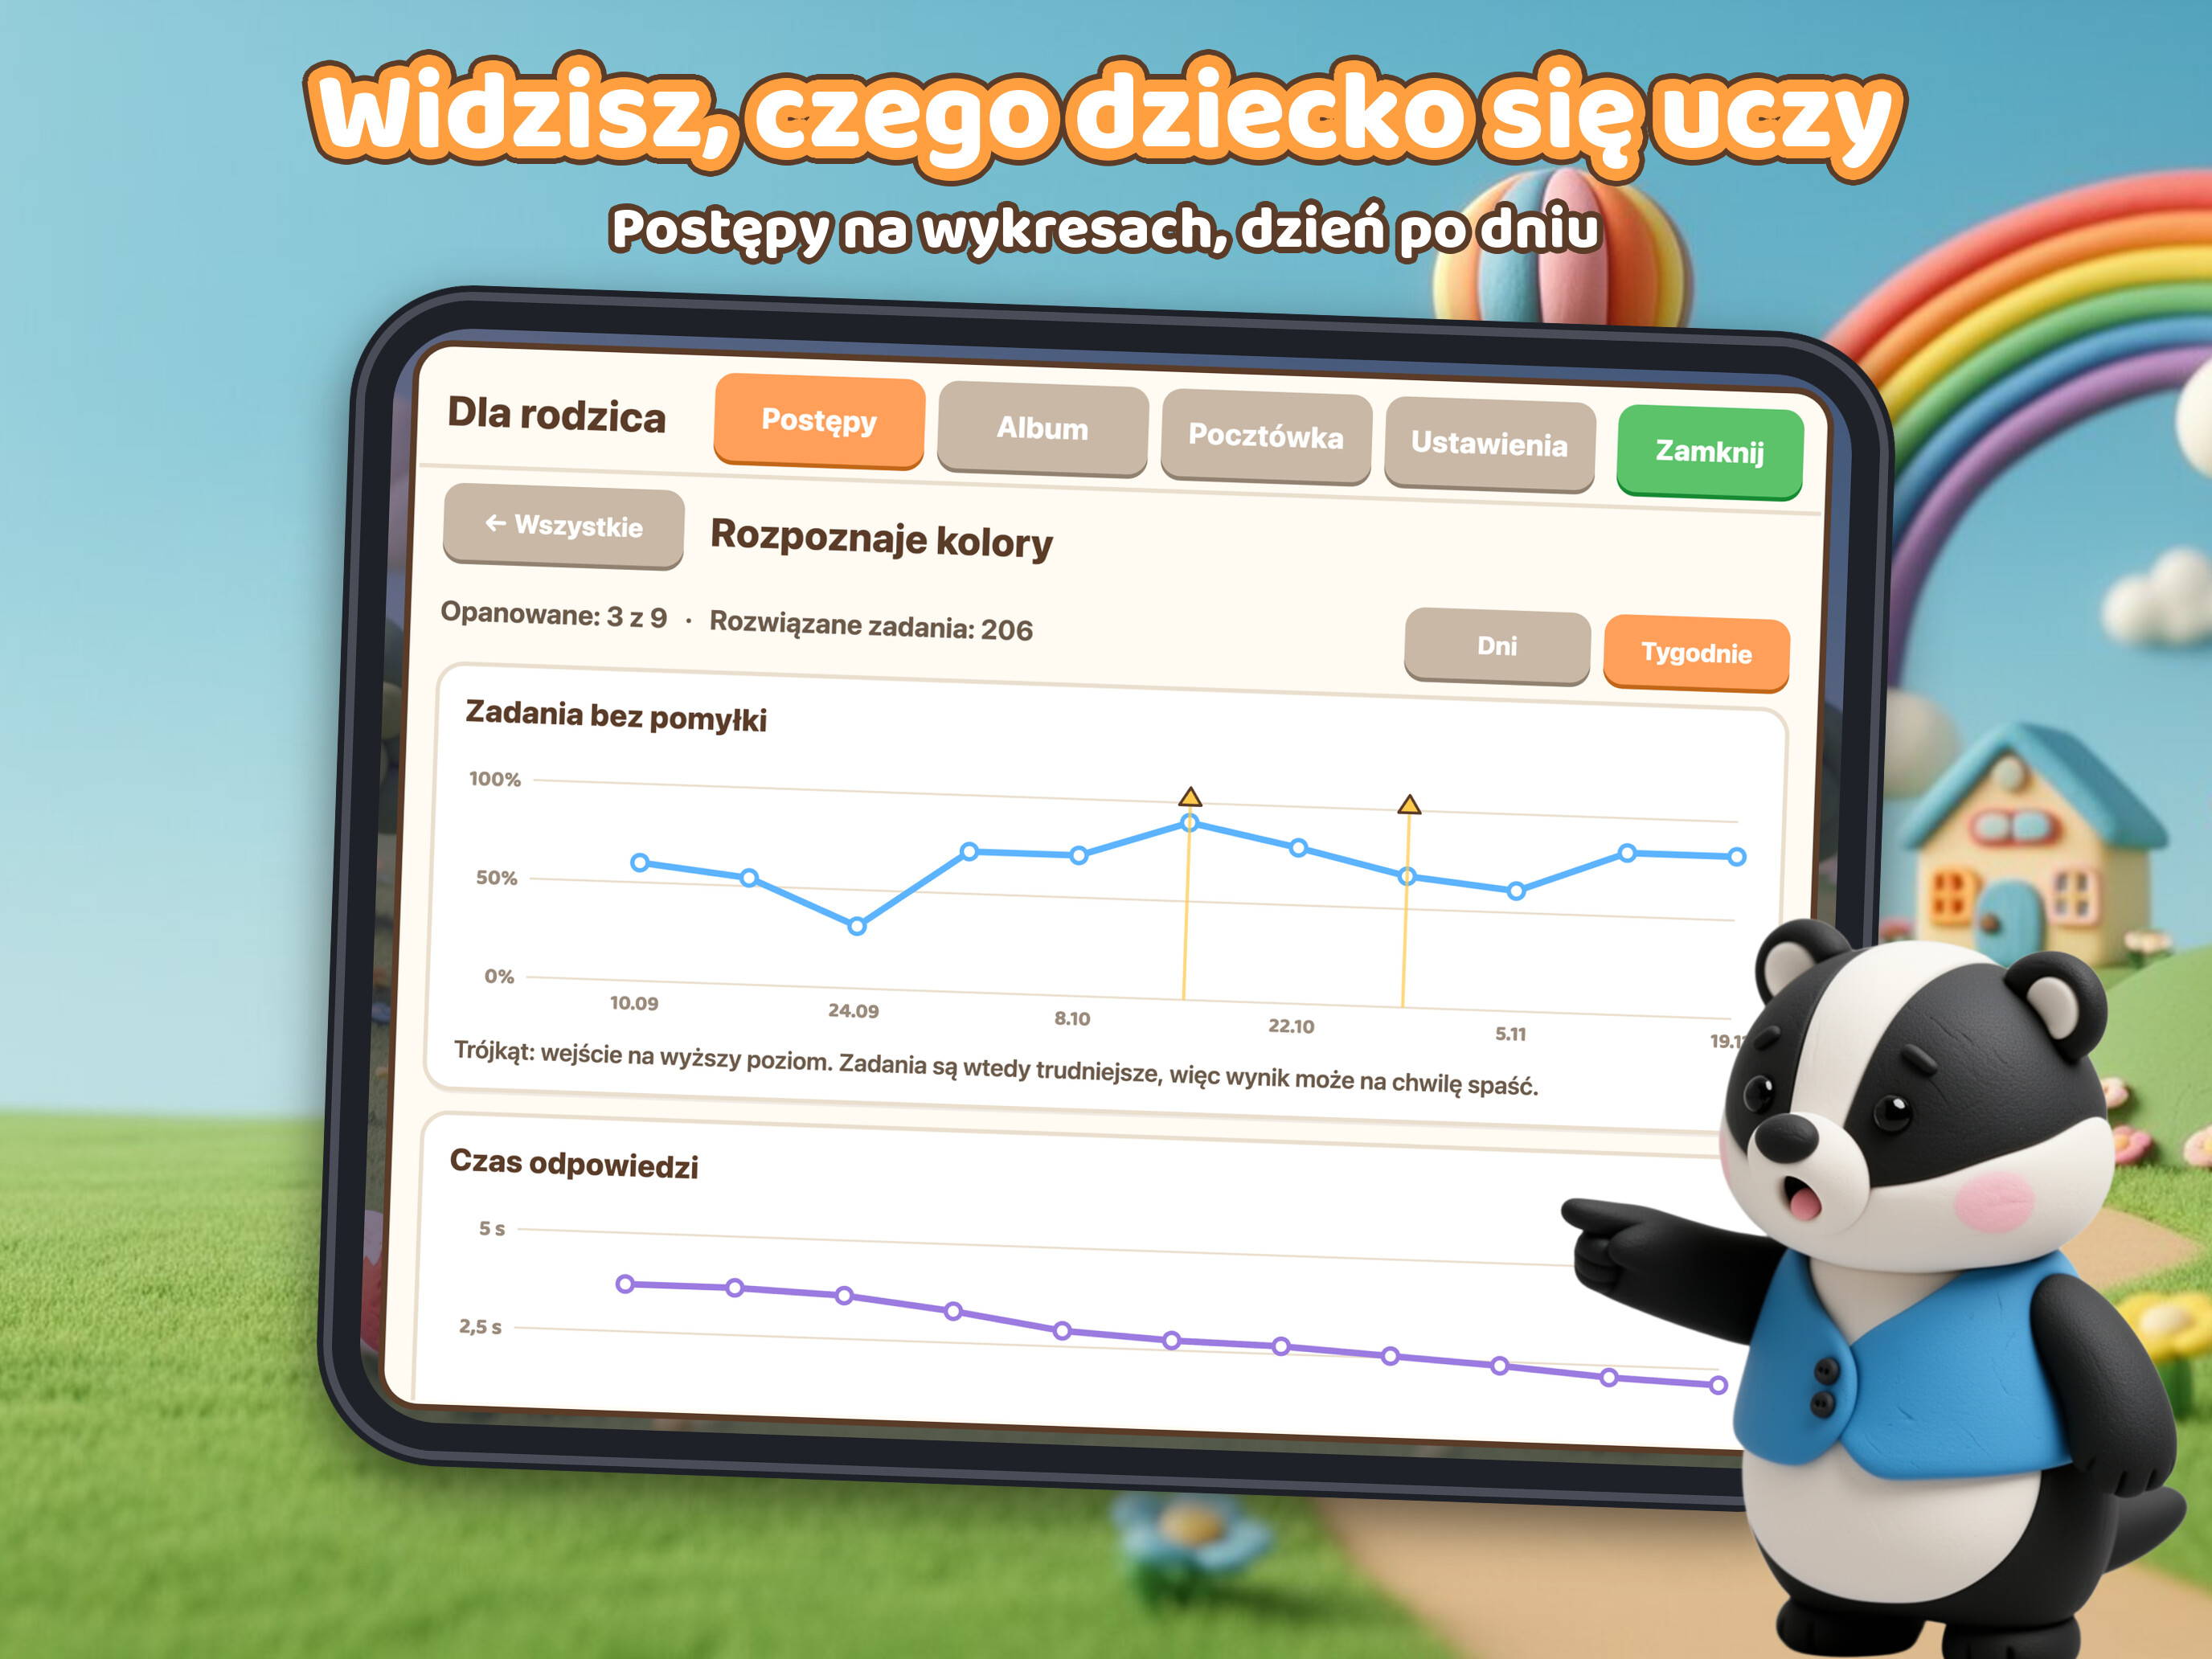 Widzisz, czego dziecko się uczy
Postępy na wykresach, dzień po dniu
Dla rodzica
Postępy
Album
Pocztówka
Ustawienia
Zamknij
← Wszystkie
Rozpoznaje kolory
Opanowane: 3 z 9 · Rozwiązane zadania: 206
Dni
Tygodnie
Zadania bez pomyłki
100%
50%
0%
10.09
24.09
8.10
22.10
5.11
Trójkąt: wejście na wyższy poziom. Zadania są wtedy trudniejsze, więc wynik może na chwilę spaść.
Czas odpowiedzi
5 s
2,5 s